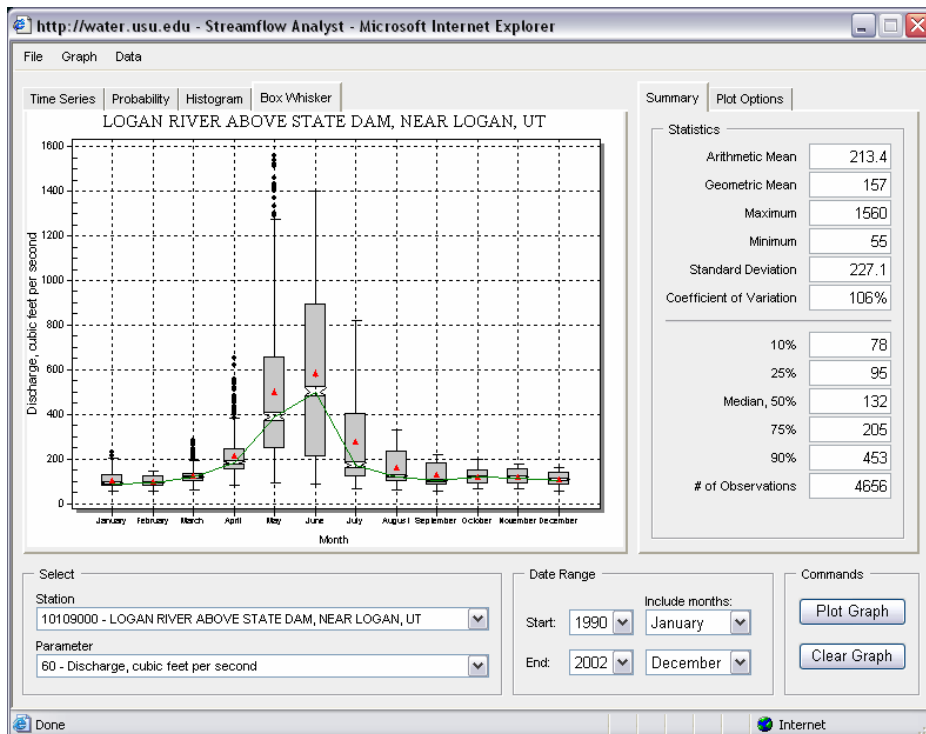 http://water.usu.edu - Streamflow Analyst - Microsoft Internet Explorer
File Graph Data
Time Series Probability Histogram Box Whisker
LOGAN RIVER ABOVE STATE DAM, NEAR LOGAN, UT
Discharge, cubic feet per second
1600
1400
1200
1000
800
600
400
200
0
January February March April May June July August September October November December
Month
Summary Plot Options
Statistics
Arithmetic Mean 213.4
Geometric Mean 157
Maximum 1560
Minimum 55
Standard Deviation 227.1
Coefficient of Variation 106%
10% 78
25% 95
Median, 50% 132
75% 205
90% 453
# of Observations 4656
Select
Station
10109000 - LOGAN RIVER ABOVE STATE DAM, NEAR LOGAN, UT
Parameter
60 - Discharge, cubic feet per second
Date Range
Include months:
Start: 1990 January
End: 2002 December
Commands
Plot Graph
Clear Graph
Done
Internet